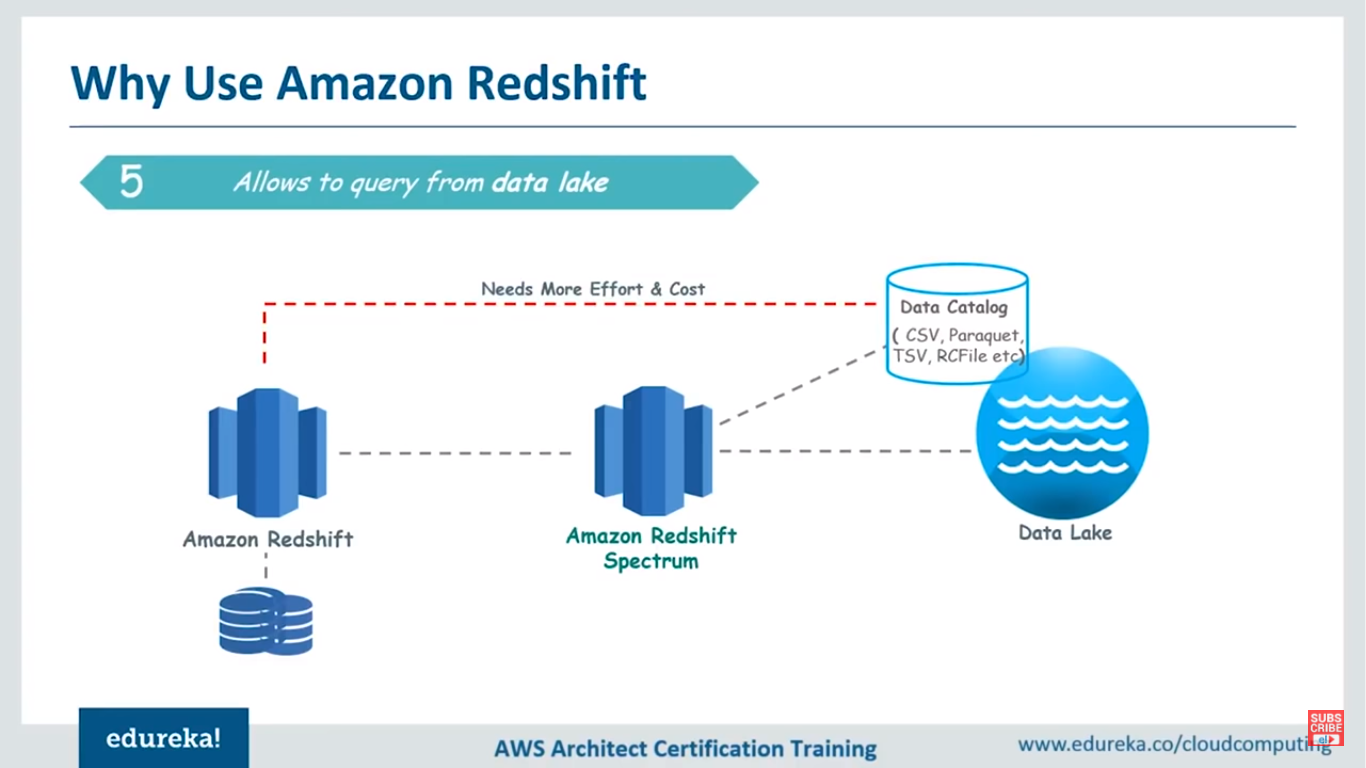 Why Use Amazon Redshift
5 Allows to query from data lake
Needs More Effort & Cost
Data Catalog
( CSV, Paraquet,
TSV, RCFile etc)
Amazon Redshift
Amazon Redshift
Spectrum
Data Lake
edureka!
AWS Architect Certification Training
www.edureka.co/cloudcomputing
SUBS
CRIBE